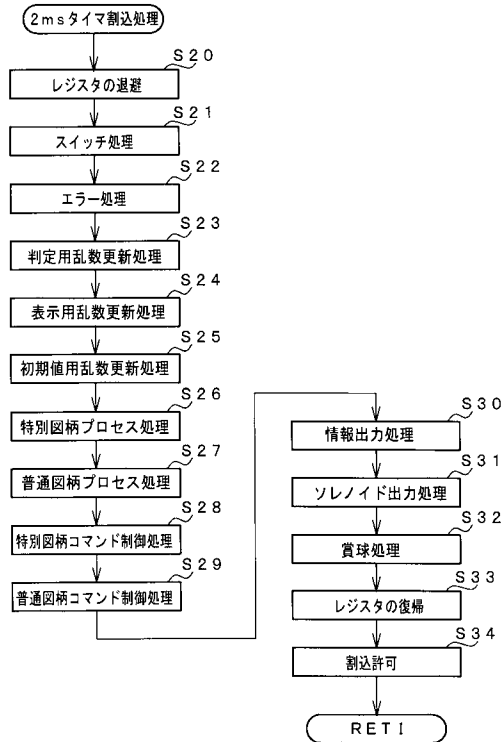 2msタイマ割込処理
S20
レジスタの退避
S21
スイッチ処理
S22
エラー処理
S23
判定用乱数更新処理
S24
表示用乱数更新処理
S25
初期値用乱数更新処理
S26
特別図柄プロセス処理
S27
普通図柄プロセス処理
S28
特別図柄コマンド制御処理
S29
普通図柄コマンド制御処理
S30
情報出力処理
S31
ソレノイド出力処理
S32
賞球処理
S33
レジスタの復帰
S34
割込許可
RETI